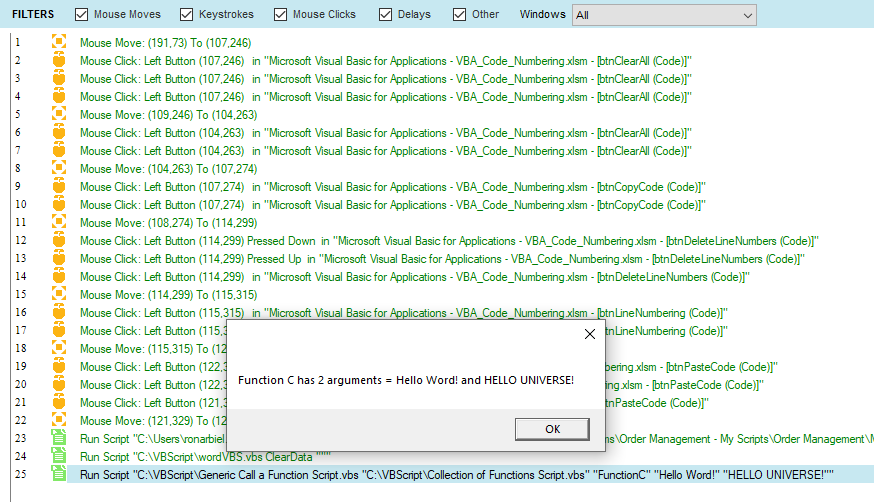 FILTERS Mouse Moves Keystrokes Mouse Clicks Delays Other Windows All
1 Mouse Move: (191,73) To (107,246)
2 Mouse Click: Left Button (107,246) in "Microsoft Visual Basic for Applications - VBA_Code_Numbering.xlsm - [btnClearAll (Code)]"
3 Mouse Click: Left Button (107,246) in "Microsoft Visual Basic for Applications - VBA_Code_Numbering.xlsm - [btnClearAll (Code)]"
4 Mouse Click: Left Button (107,246) in "Microsoft Visual Basic for Applications - VBA_Code_Numbering.xlsm - [btnClearAll (Code)]"
5 Mouse Move: (109,246) To (104,263)
6 Mouse Click: Left Button (104,263) in "Microsoft Visual Basic for Applications - VBA_Code_Numbering.xlsm - [btnClearAll (Code)]"
7 Mouse Click: Left Button (104,263) in "Microsoft Visual Basic for Applications - VBA_Code_Numbering.xlsm - [btnClearAll (Code)]"
8 Mouse Move: (104,263) To (107,274)
9 Mouse Click: Left Button (107,274) in "Microsoft Visual Basic for Applications - VBA_Code_Numbering.xlsm - [btnCopyCode (Code)]"
10 Mouse Click: Left Button (107,274) in "Microsoft Visual Basic for Applications - VBA_Code_Numbering.xlsm - [btnCopyCode (Code)]"
11 Mouse Move: (108,274) To (114,299)
12 Mouse Click: Left Button (114,299) Pressed Down in "Microsoft Visual Basic for Applications - VBA_Code_Numbering.xlsm - [btnDeleteLineNumbers (Code)]"
13 Mouse Click: Left Button (114,299) Pressed Up in "Microsoft Visual Basic for Applications - VBA_Code_Numbering.xlsm - [btnDeleteLineNumbers (Code)]"
14 Mouse Click: Left Button (114,299) in "Microsoft Visual Basic for Applications - VBA_Code_Numbering.xlsm - [btnDeleteLineNumbers (Code)]"
15 Mouse Move: (114,299) To (115,315)
16 Mouse Click: Left Button (115,315) in "Microsoft Visual Basic for Applications - VBA_Code_Numbering.xlsm - [btnLineNumbering (Code)]"
17 Mouse Click: Left Button (115, btnLineNumbering (Code)]"
18 Mouse Move: (115,315) To (12
19 Mouse Click: Left Button (122, bering.xlsm - [btnPasteCode (Code)]"
20 Mouse Click: Left Button (122, g.xlsm - [btnPasteCode (Code)]"
21 Mouse Click: Left Button (121, PasteCode (Code)]"
22 Mouse Move: (121,329) To (12
23 Run Script "C:\Users\ronarbiel ms\Order Management - My Scripts\Order Management\M
24 Run Script "C:\VBScript\wordVBS.vbs ClearData """
25 Run Script "C:\VBScript\Generic Call a Function Script.vbs "C:\VBScript\Collection of Functions Script.vbs" "FunctionC" "Hello Word!" "HELLO UNIVERSE!""
Function C has 2 arguments = Hello Word! and HELLO UNIVERSE!
OK